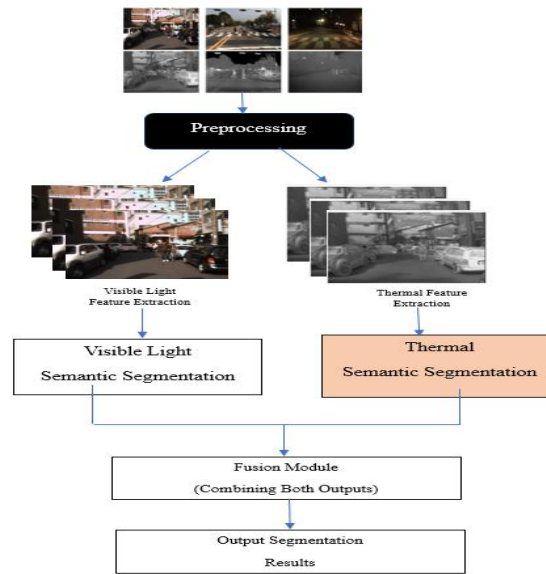 Preprocessing
Visible Light
Feature Extraction
Thermal Feature
Extraction
Visible Light
Semantic Segmentation
Thermal
Semantic Segmentation
Fusion Module
(Combining Both Outputs)
Output Segmentation
Results